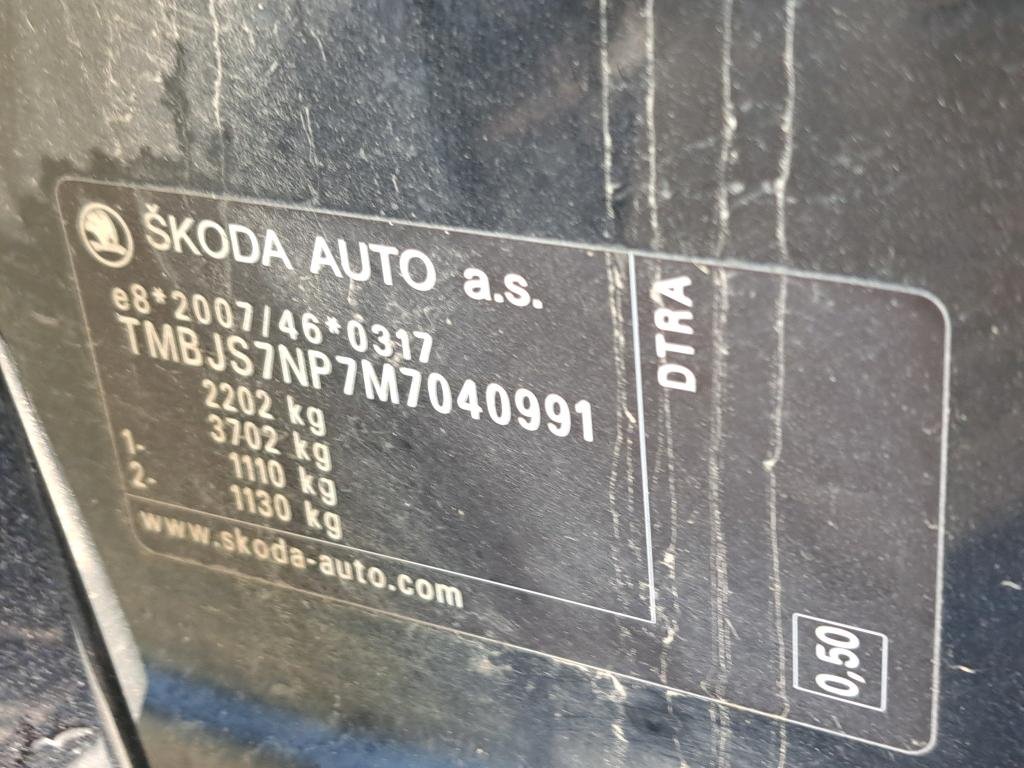 ŠKODA AUTO a.s.
e8*2007/46*0317
TMBJS7NP7M7040991
2202 kg
3702 kg
1- 1110 kg
2- 1130 kg
www.skoda-auto.com
DTRA
0,50